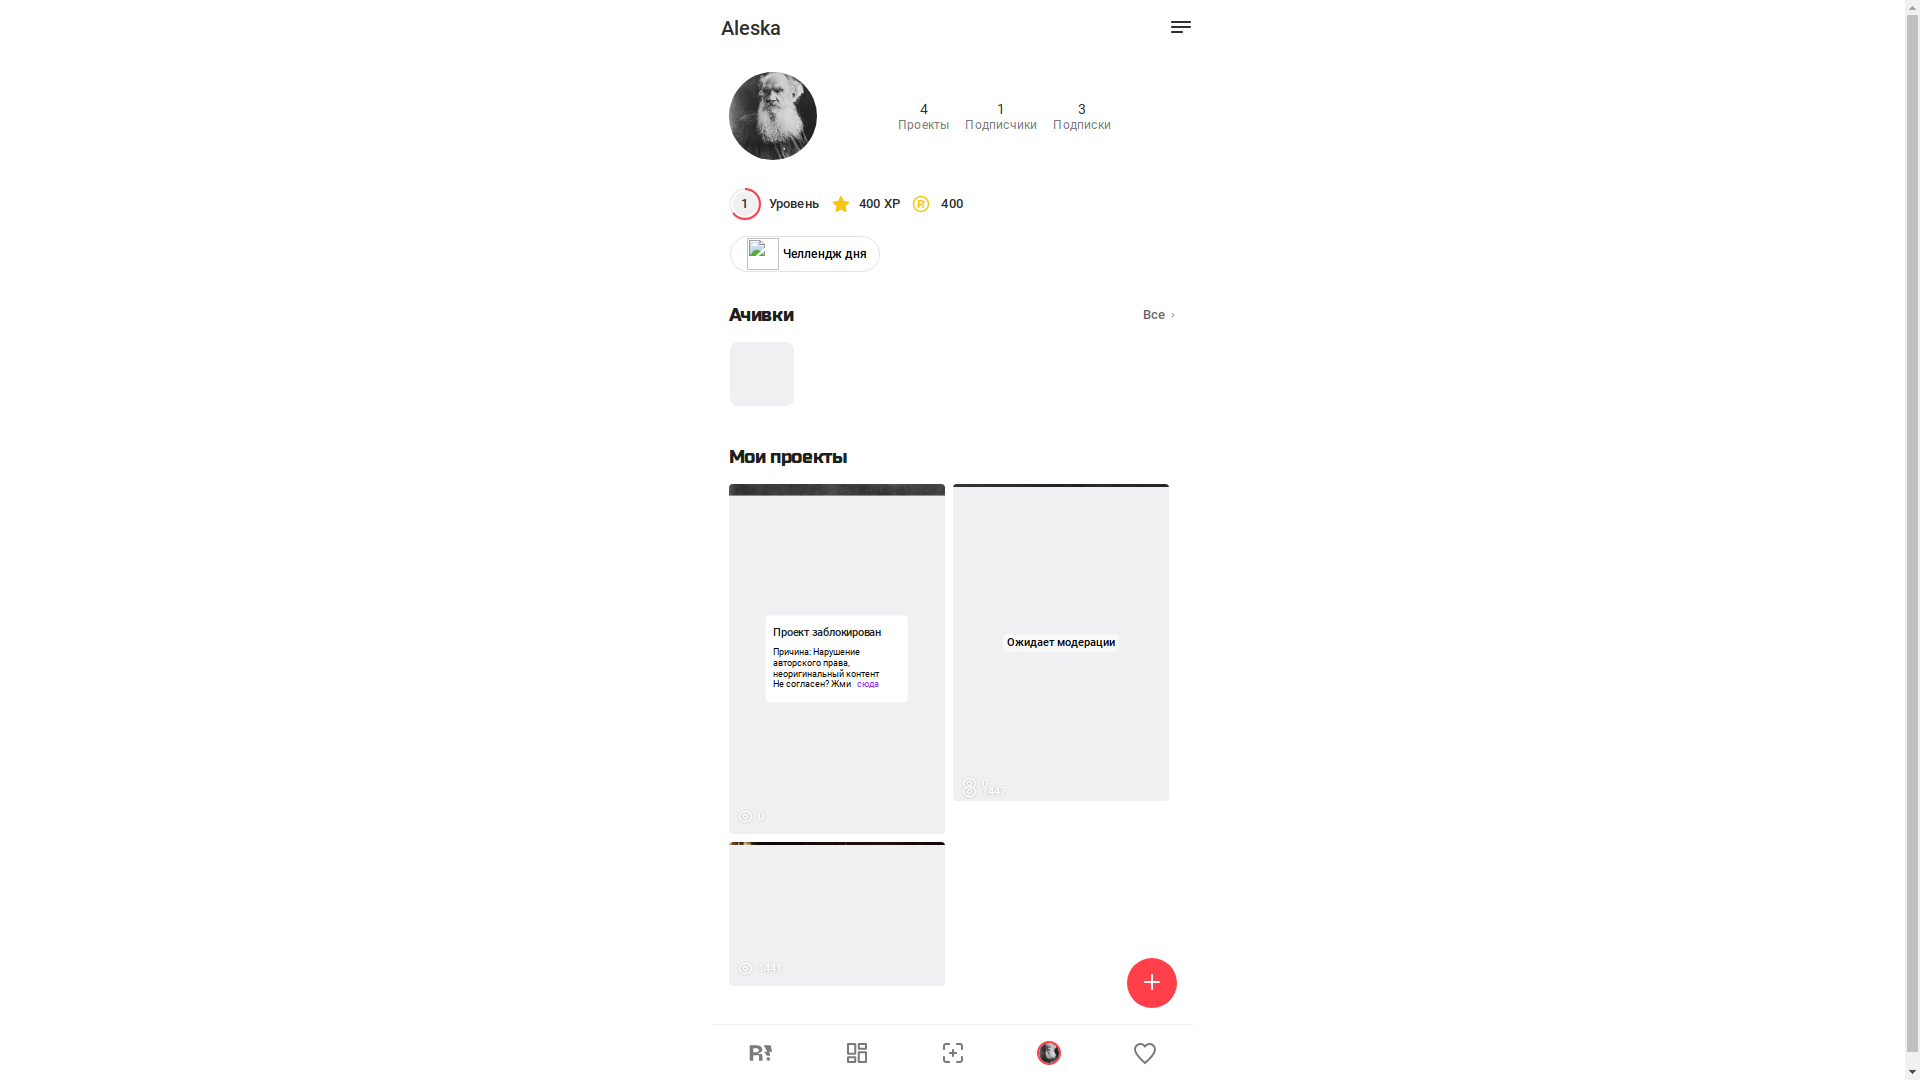 Aleska
4
Проекты
1
Подписчики
3
Подписки
1
Уровень
400 XP
R
400
Челлендж дня
Ачивки
Все
Мои проекты
Проект заблокирован
Причина: Нарушение
авторского права,
неоригинальный контент
Не согласен? Жми сюда
0
Ожидает модерации
0
1447
1441
R